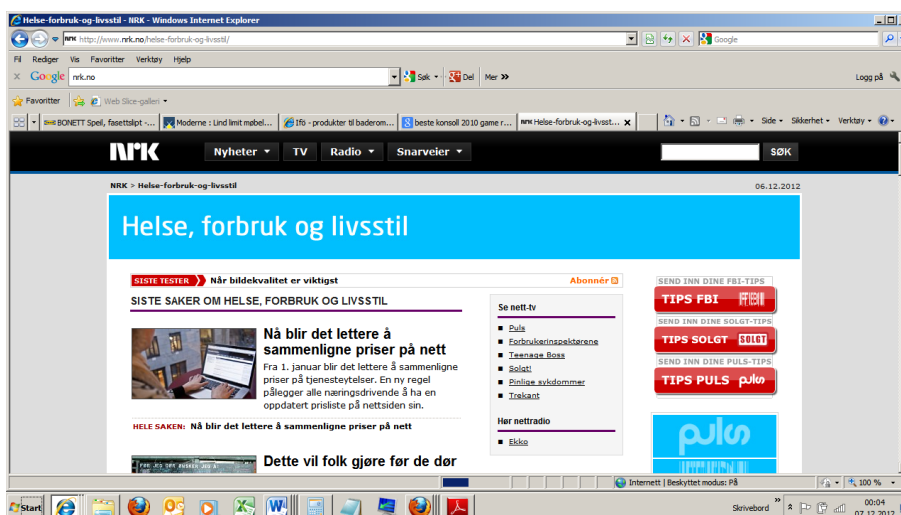 Helse-forbruk-og-livsstil - NRK - Windows Internet Explorer
nrk http://www.nrk.no/helse-forbruk-og-livsstil/
Google
Fil Rediger Vis Favoritter Verktøy Hjelp
× Google nrk.no Søk Del Mer » Logg på
Favoritter Web Slice-galleri
BONETT Speil, fasettslipt -... Moderne : Lind limit møbel... Ifö - produkter til baderom... beste konsoll 2010 game r... nrk Helse-forbruk-og-livsst... Side Sikkerhet Verktøy
NRK Nyheter TV Radio Snarveier SØK
NRK > Helse-forbruk-og-livsstil 06.12.2012
Helse, forbruk og livsstil
SISTE TESTER Når bildekvalitet er viktigst Abonnér
SISTE SAKER OM HELSE, FORBRUK OG LIVSSTIL
Nå blir det lettere å
sammenligne priser på nett
Fra 1. januar blir det lettere å sammenligne
priser på tjenesteytelser. En ny regel
pålegger alle næringsdrivende å ha en
oppdatert prisliste på nettsiden sin.
HELE SAKEN: Nå blir det lettere å sammenligne priser på nett
Dette vil folk gjøre før de dør
Se nett-tv
Puls
Forbrukerinspektørene
Teenage Boss
Solgt!
Pinlige sykdommer
Trekant
Hør nettradio
Ekko
SEND INN DINE FBI-TIPS
TIPS FBI FBI
SEND INN DINE SOLGT-TIPS
TIPS SOLGT SOLGT
SEND INN DINE PULS-TIPS
TIPS PULS puls
puls
Internett | Beskyttet modus: På 100 %
Start Skrivebord » 00:04
07.12.2012